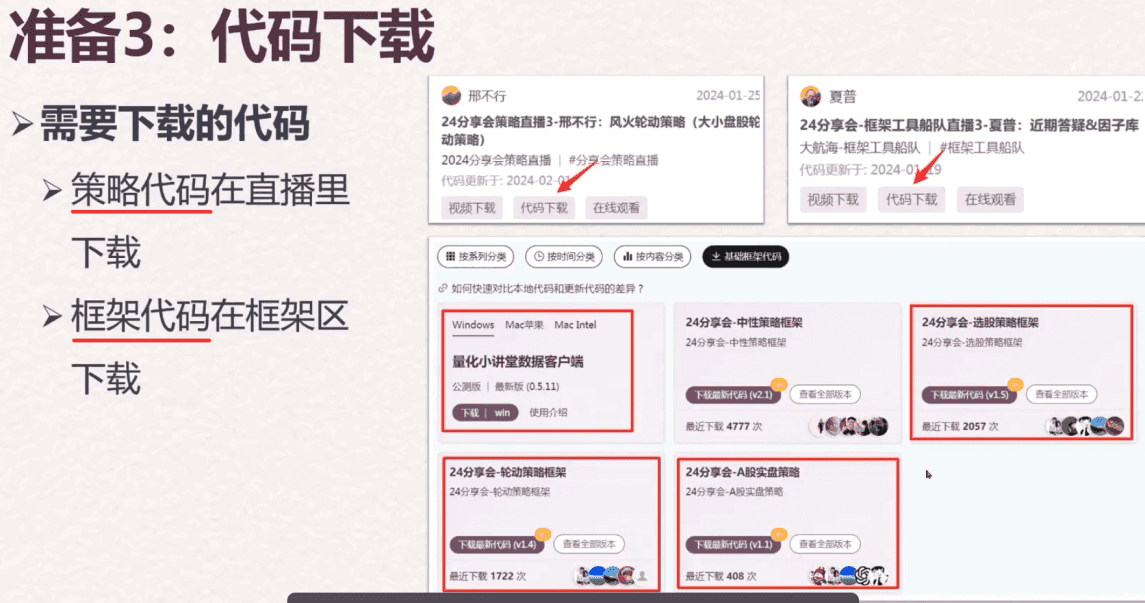 准备3：代码下载
需要下载的代码
策略代码在直播里
下载
框架代码在框架区
下载
邢不行
2024-01-25
24分享会策略直播3-邢不行：风火轮动策略（大小盘股轮
动策略）
2024分享会策略直播 | #分享会策略直播
代码更新于: 2024-02-01
视频下载 代码下载 在线观看
夏普
2024-01-2
24分享会-框架工具船队直播3-夏普：近期答疑&因子库
大航海-框架工具船队 | #框架工具船队
代码更新于: 2024-01-19
视频下载 代码下载 在线观看
按系列分类 按时间分类 按内容分类 基础框架代码
如何快速对比本地代码和更新代码的差异？
Windows Mac苹果 Mac Intel
量化小讲堂数据客户端
公测版 | 最新版 (0.5.11)
下载 | win 使用介绍
24分享会-中性策略框架
24分享会-中性策略框架
下载最新代码 (v2.1) 查看全部版本
最近下载 4777 次
24分享会-选股策略框架
24分享会-选股策略框架
下载最新代码 (v1.5) 查看全部版本
最近下载 2057 次
24分享会-轮动策略框架
24分享会-轮动策略框架
下载最新代码 (v1.4) 查看全部版本
最近下载 1722 次
24分享会-A股实盘策略
24分享会-A股实盘策略
下载最新代码 (v1.1) 查看全部版本
最近下载 408 次